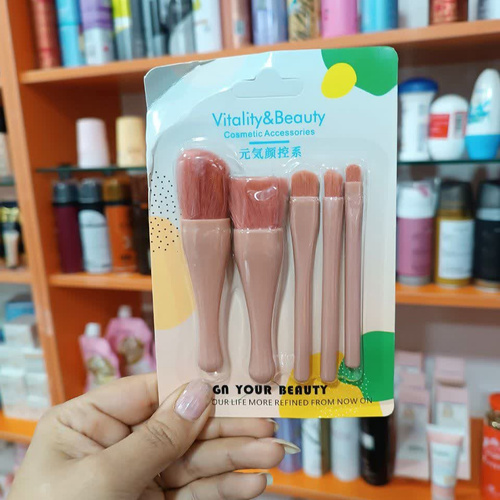 Vitality&Beauty
Cosmetic Accessories
元気颜控系
GN YOUR BEAUTY
OUR LIFE MORE REFINED FROM NOW ON